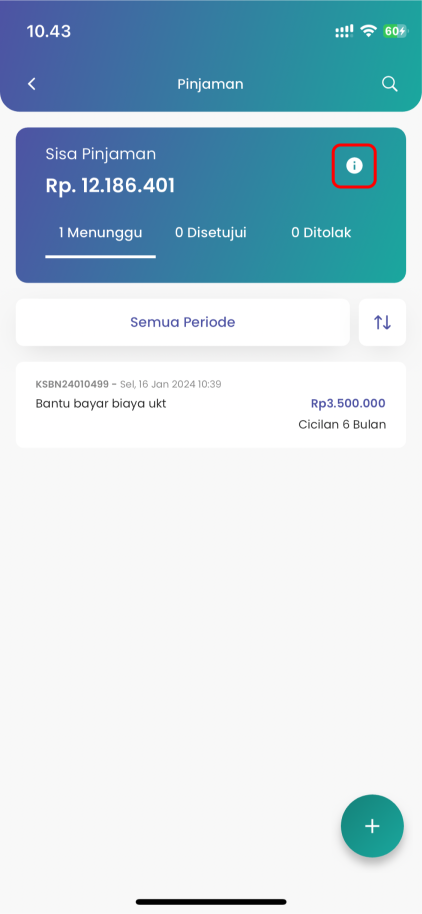 10.43
60
Pinjaman
Sisa Pinjaman
Rp. 12.186.401
1 Menunggu 0 Disetujui 0 Ditolak
Semua Periode
KSBN24010499 - Sel, 16 Jan 2024 10:39
Bantu bayar biaya ukt Rp3.500.000
Cicilan 6 Bulan